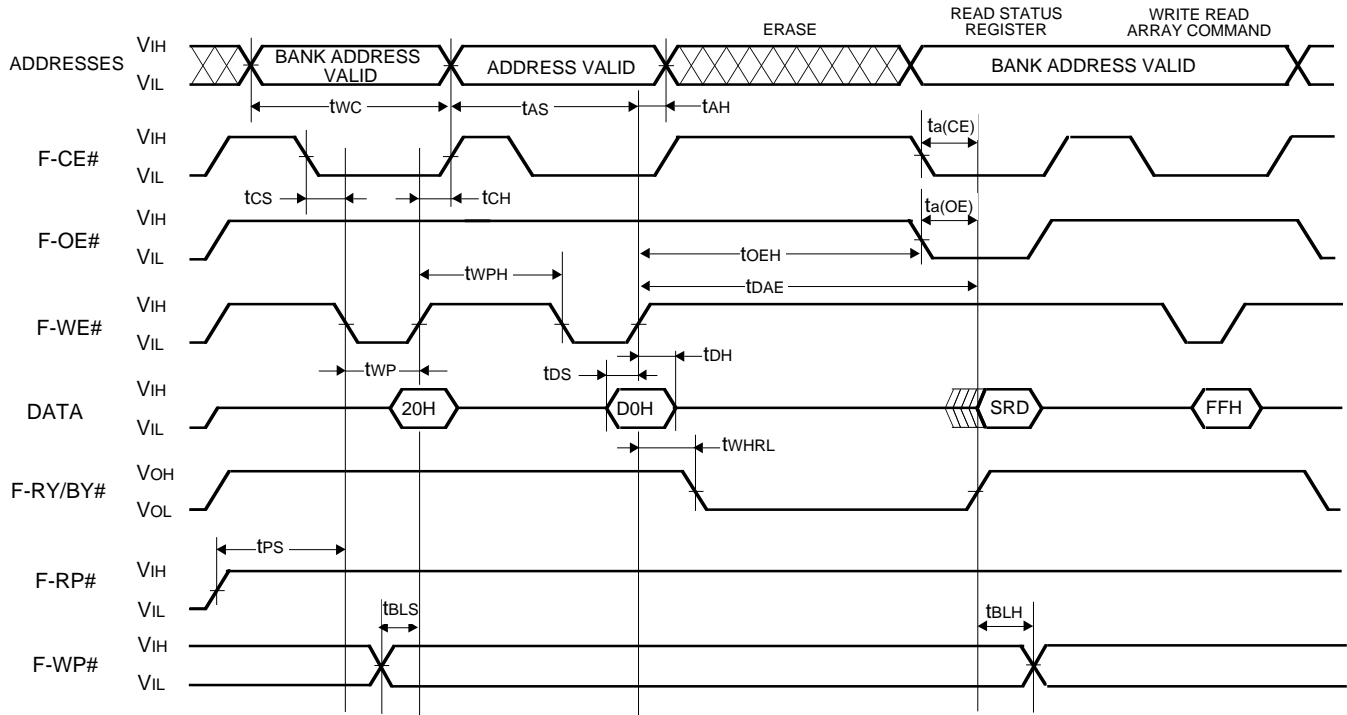 ERASE
READ STATUS
REGISTER
WRITE READ
ARRAY COMMAND
ADDRESSES
VIH
VIL
BANK ADDRESS
VALID
ADDRESS VALID
BANK ADDRESS VALID
tWC
tAS
tAH
F-CE#
VIH
VIL
ta(CE)
tCS
tCH
F-OE#
VIH
VIL
ta(OE)
tOEH
tWPH
tDAE
F-WE#
VIH
VIL
tWP
tDS
tDH
DATA
VIH
VIL
20H
D0H
SRD
FFH
tWHRL
F-RY/BY#
VOH
VOL
tPS
F-RP#
VIH
VIL
tBLS
tBLH
F-WP#
VIH
VIL